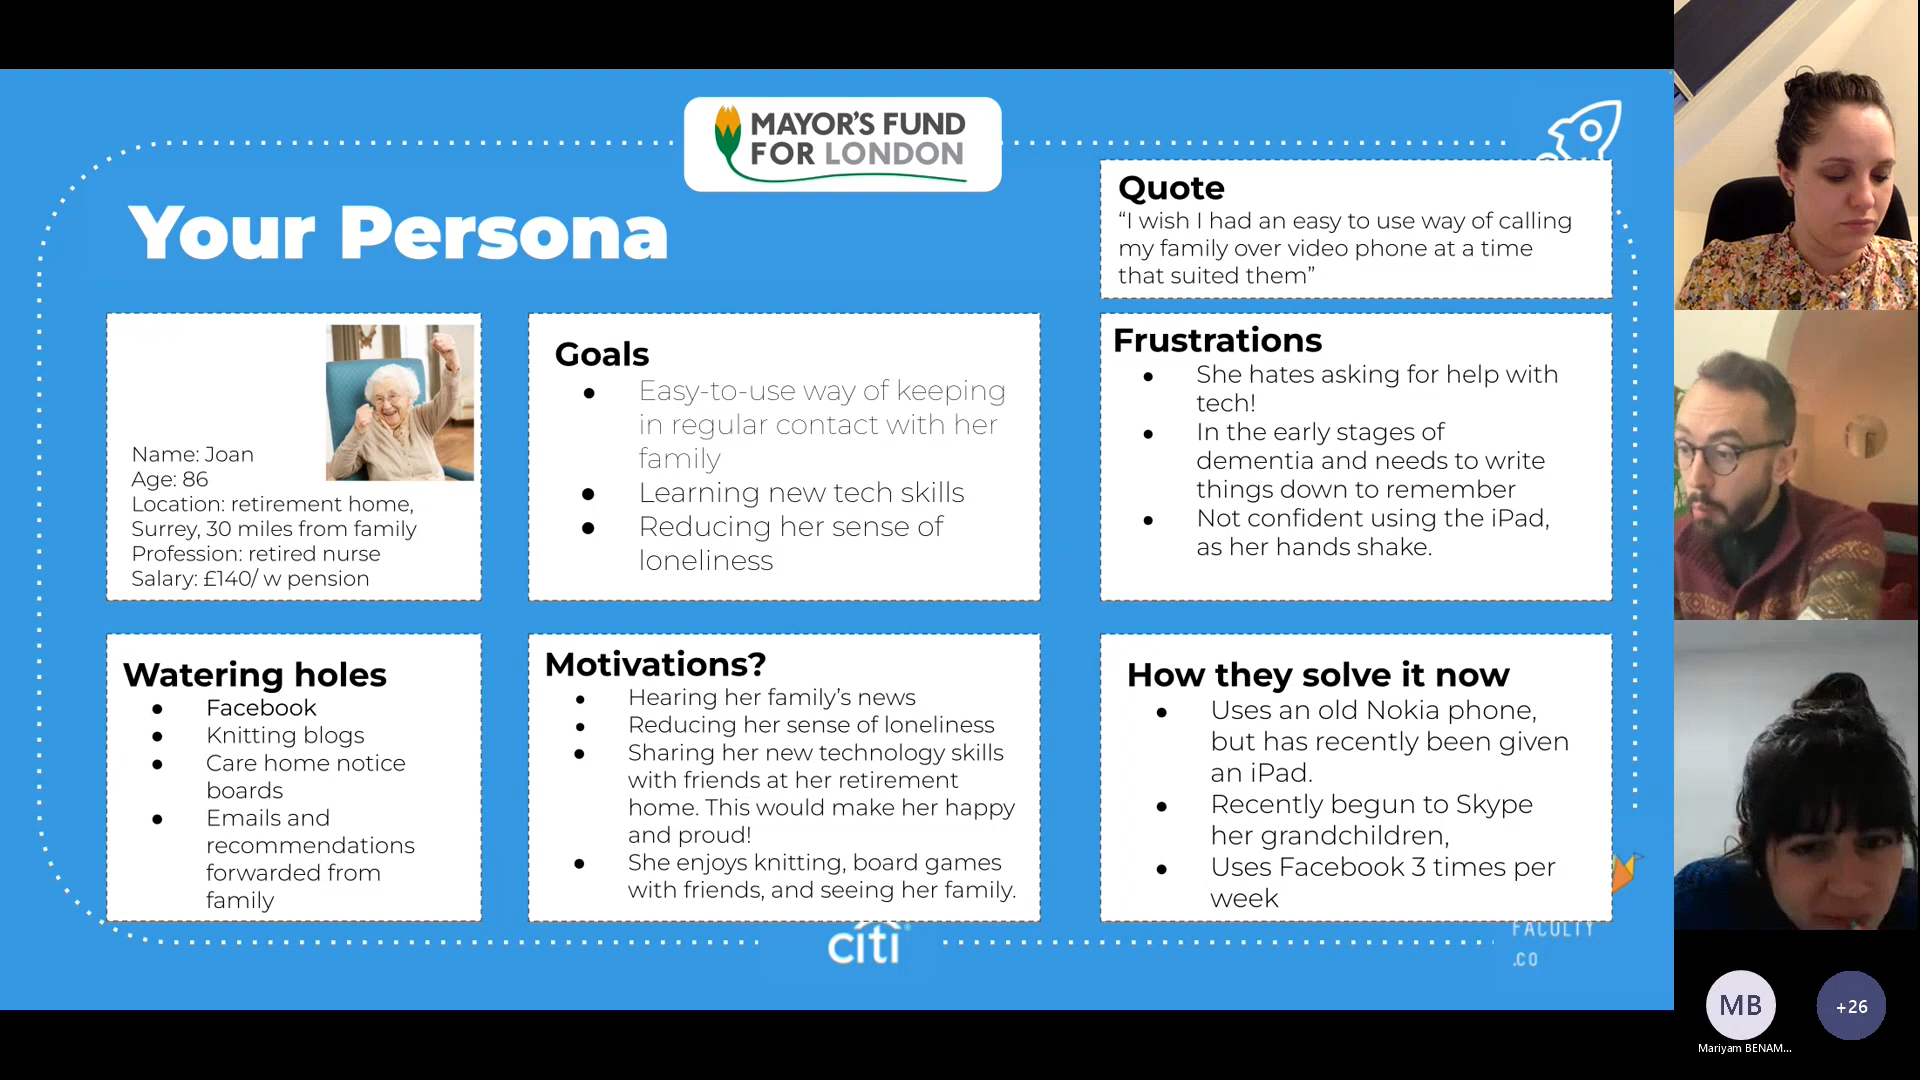 MAYOR'S FUND
FOR LONDON
Your Persona
Quote
“I wish I had an easy to use way of calling
my family over video phone at a time
that suited them”
Name: Joan
Age: 86
Location: retirement home,
Surrey, 30 miles from family
Profession: retired nurse
Salary: £140/ w pension
Goals
● Easy-to-use way of keeping
in regular contact with her
family
● Learning new tech skills
● Reducing her sense of
loneliness
Frustrations
● She hates asking for help with
tech!
● In the early stages of
dementia and needs to write
things down to remember
● Not confident using the iPad,
as her hands shake.
Watering holes
● Facebook
● Knitting blogs
● Care home notice
boards
● Emails and
recommendations
forwarded from
family
Motivations?
● Hearing her family’s news
● Reducing her sense of loneliness
● Sharing her new technology skills
with friends at her retirement
home. This would make her happy
and proud!
● She enjoys knitting, board games
with friends, and seeing her family.
How they solve it now
● Uses an old Nokia phone,
but has recently been given
an iPad.
● Recently begun to Skype
her grandchildren,
● Uses Facebook 3 times per
week
citi
FACULTY
.CO
MB
+26
Mariyam BENAM...